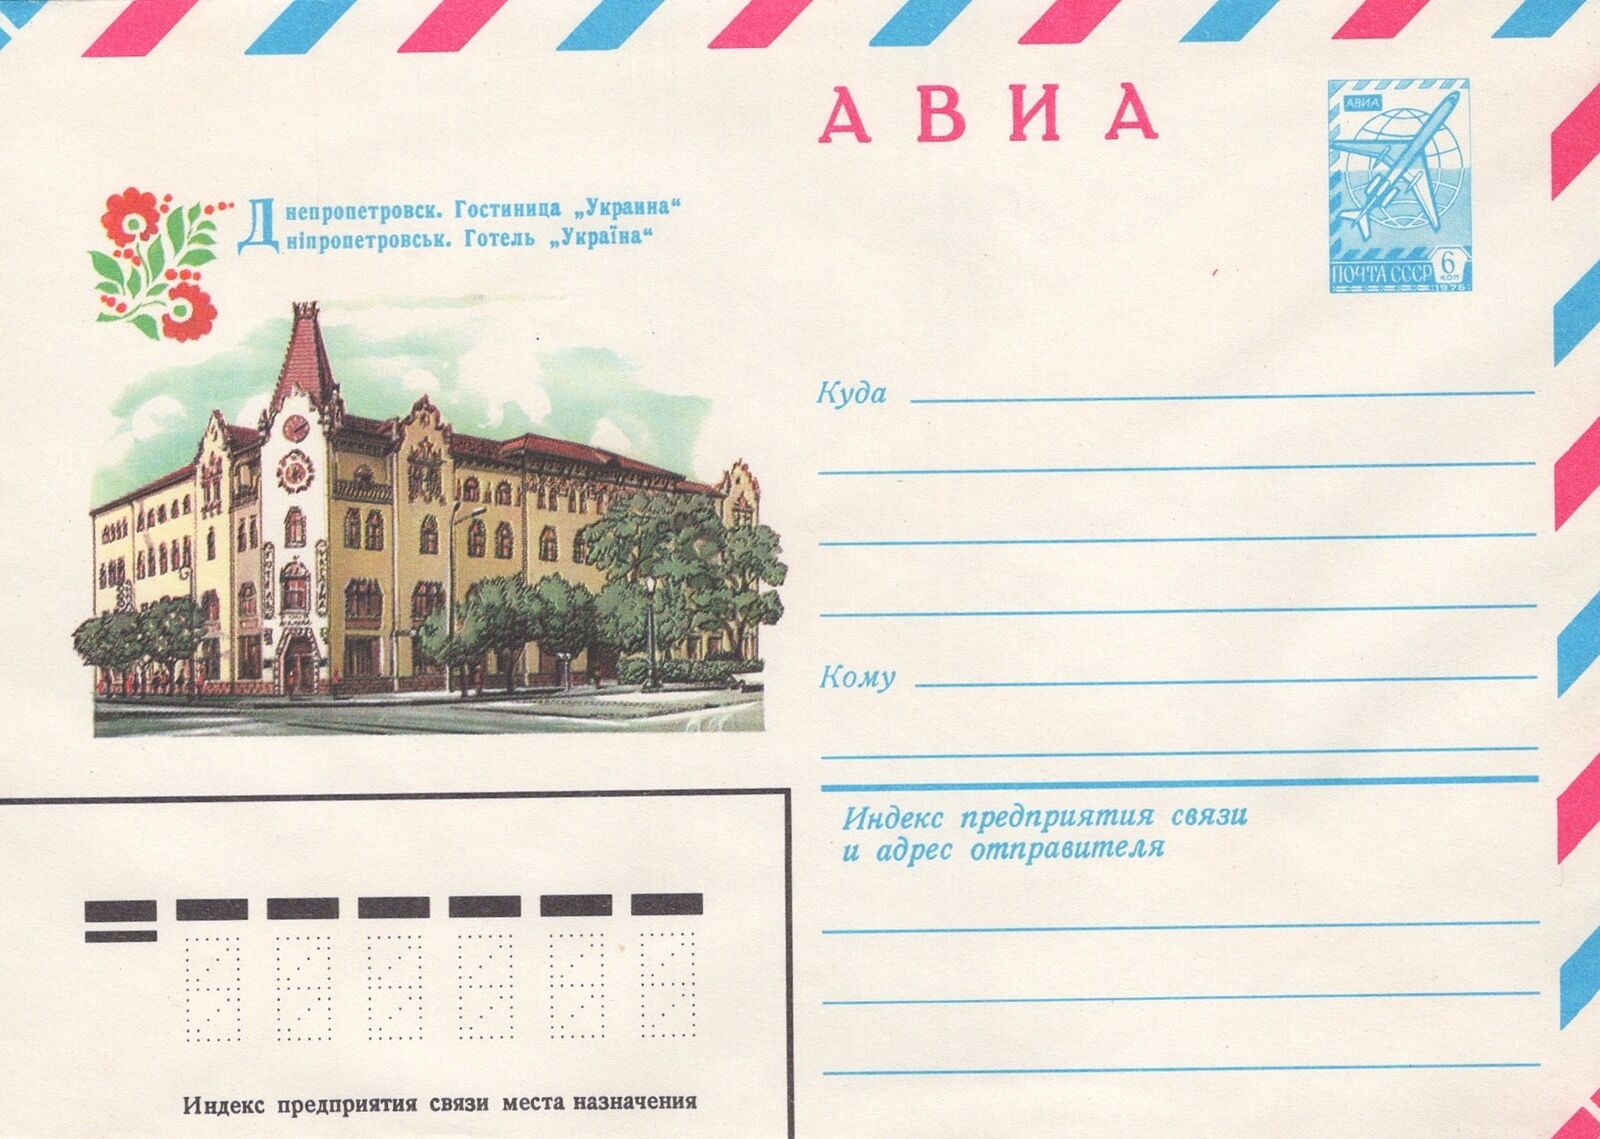 АВИА
АВИА
ПОЧТА СССР 6 КОП
1976
Днепропетровск. Гостиница „Украина“
Дніпропетровськ. Готель „Україна“
Куда
Кому
Индекс предприятия связи
и адрес отправителя
Индекс предприятия связи места назначения